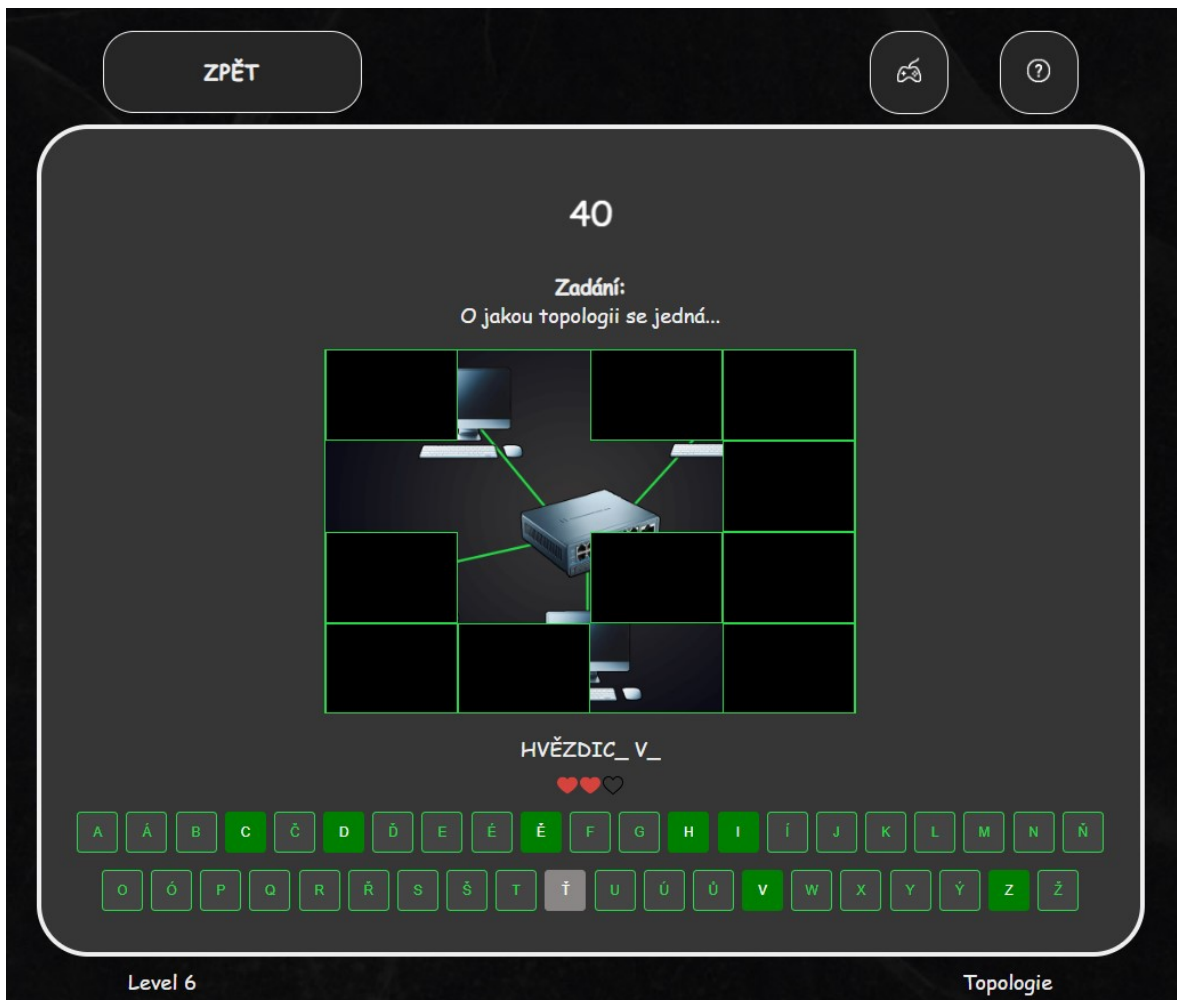 ZPĚT
40
Zadání:
O jakou topologii se jedná...
HVĚZDIC_ V_
A Á B C Č D Ď E É Ě F G H I Í J K L M N Ň
O Ó P Q R Ř S Š T Ť U Ú Ů V W X Y Ý Z Ž
Level 6 Topologie